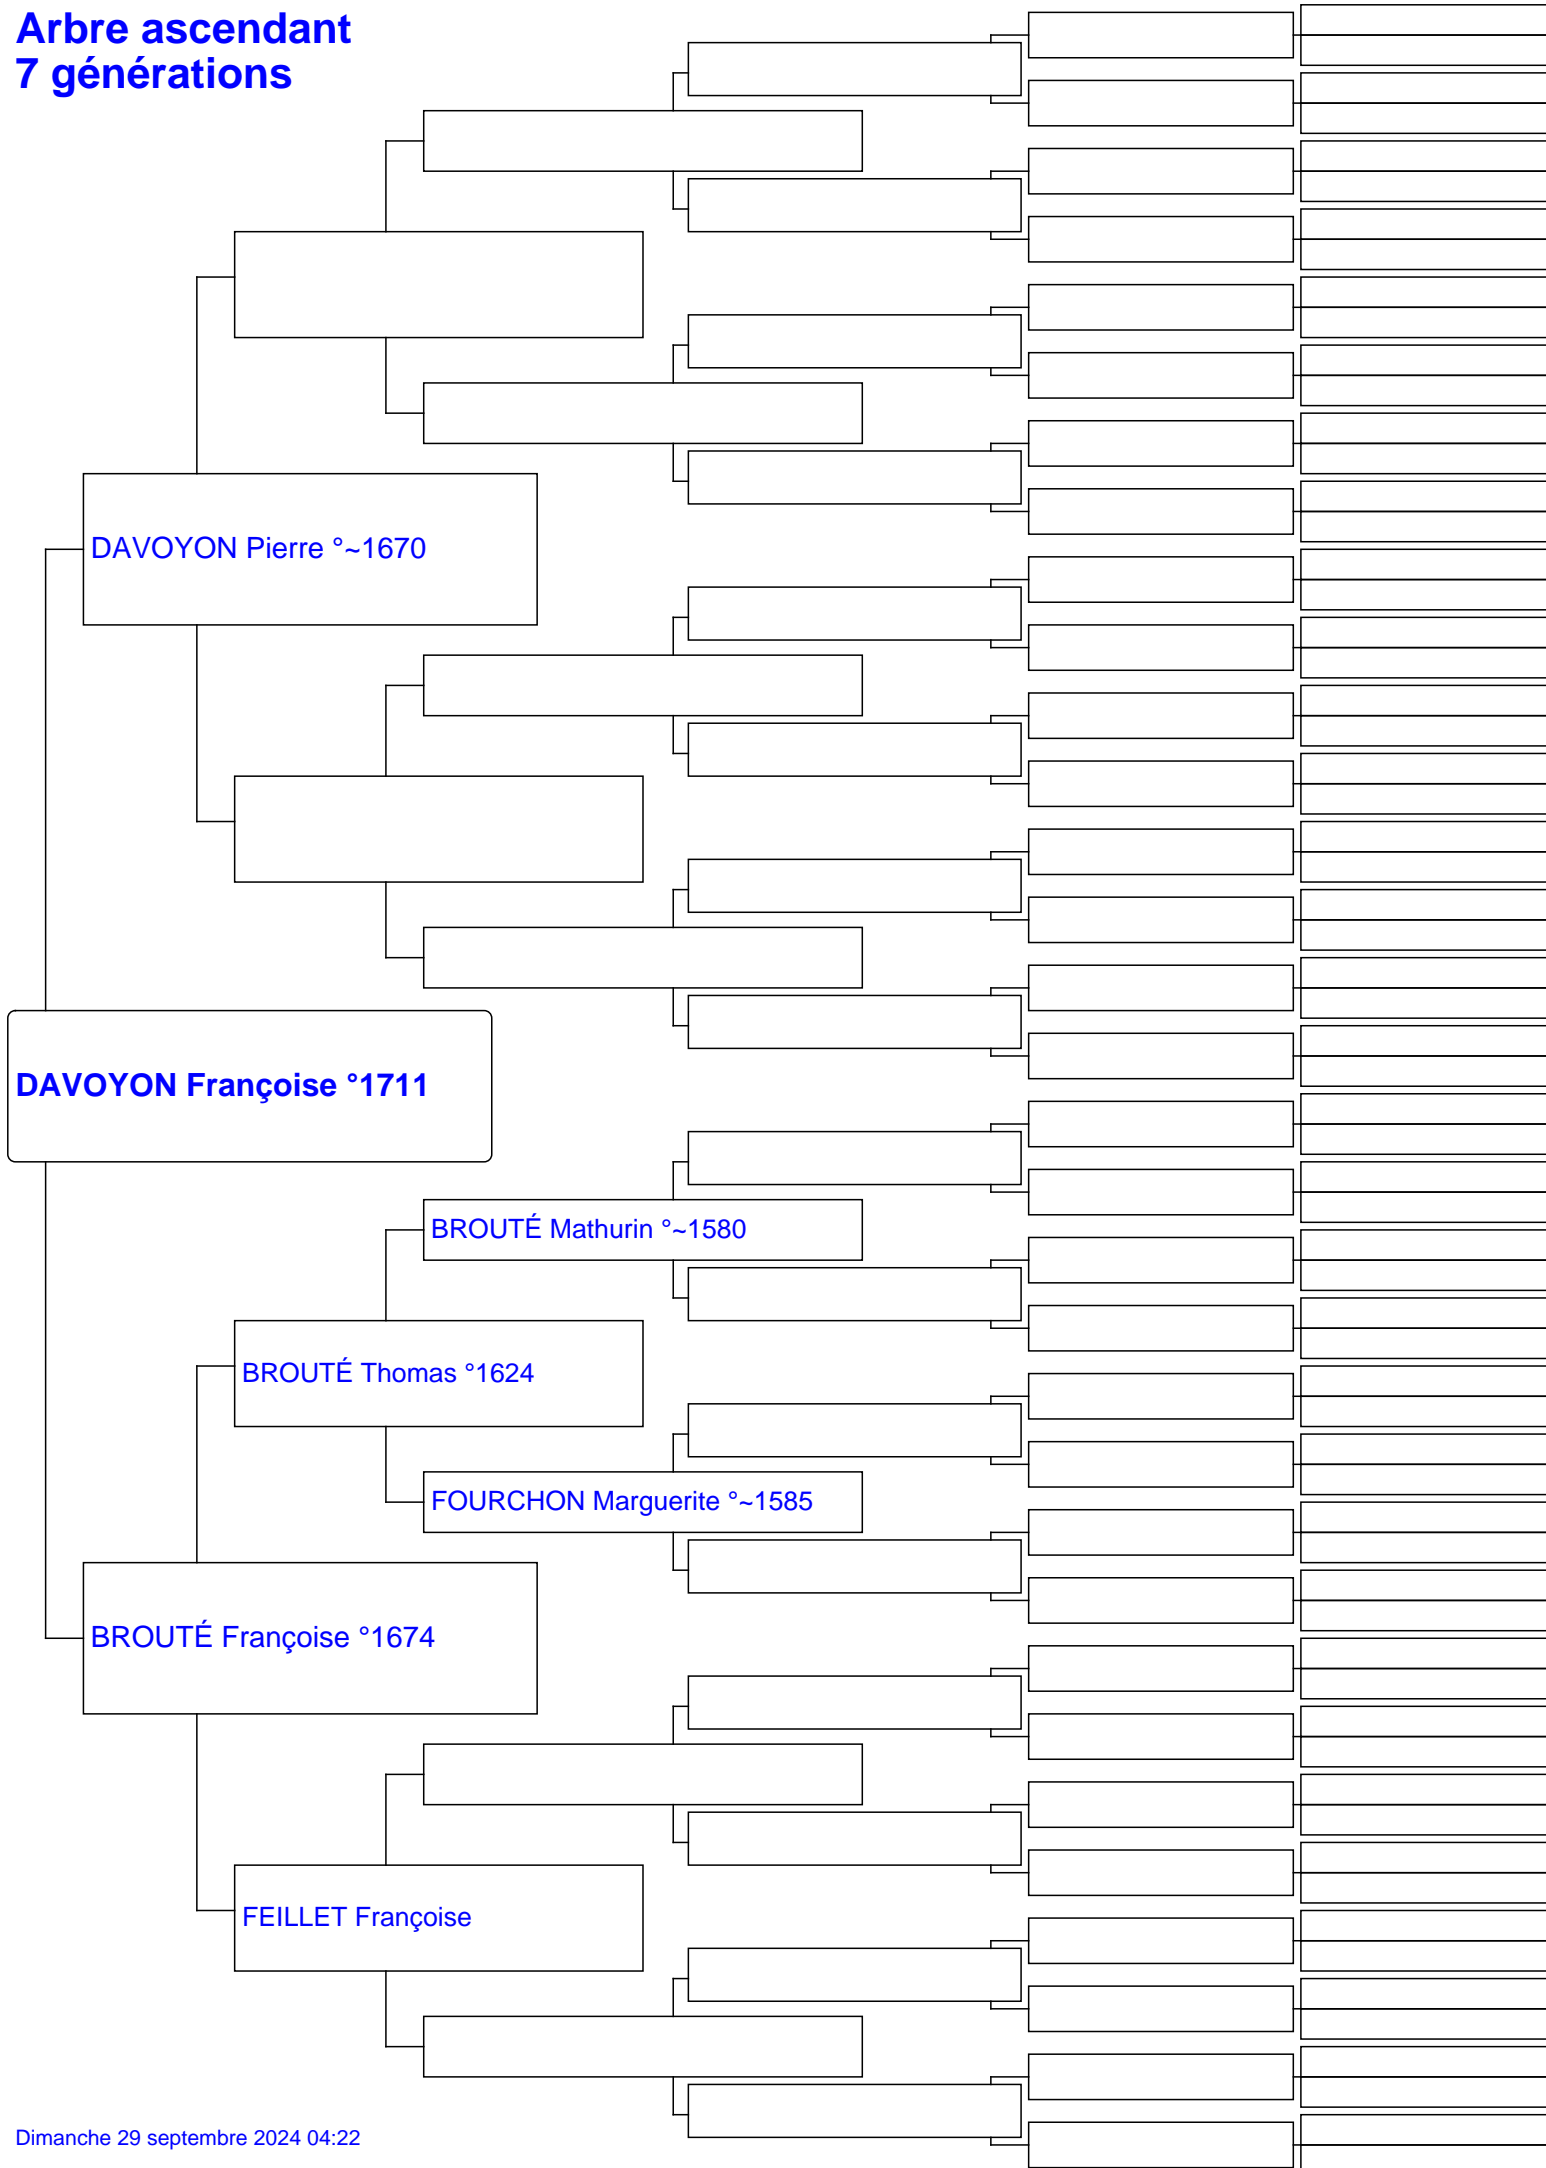 Arbre ascendant
7 générations
DAVOYON Pierre °~1670
DAVOYON Françoise °1711
BROUTÉ Mathurin °~1580
BROUTÉ Thomas °1624
FOURCHON Marguerite °~1585
BROUTÉ Françoise °1674
FEILLET Françoise
Dimanche 29 septembre 2024 04:22